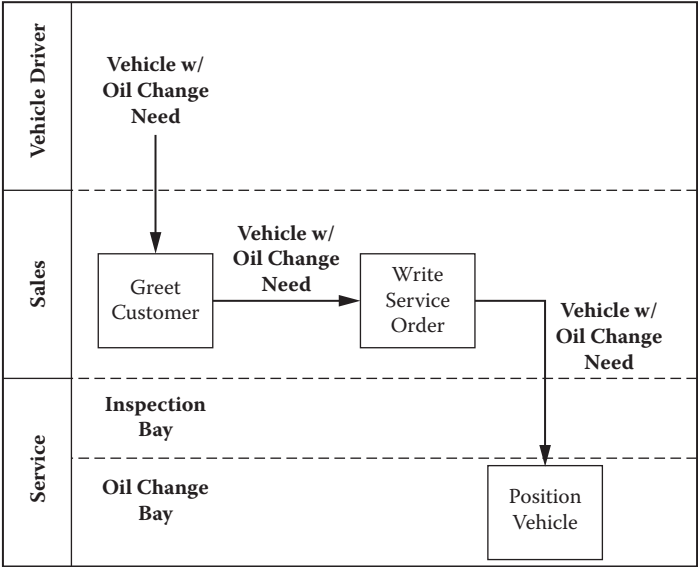 Vehicle Driver
Vehicle w/
Oil Change
Need
Sales
Greet
Customer
Vehicle w/
Oil Change
Need
Write
Service
Order
Vehicle w/
Oil Change
Need
Service
Inspection
Bay
Oil Change
Bay
Position
Vehicle